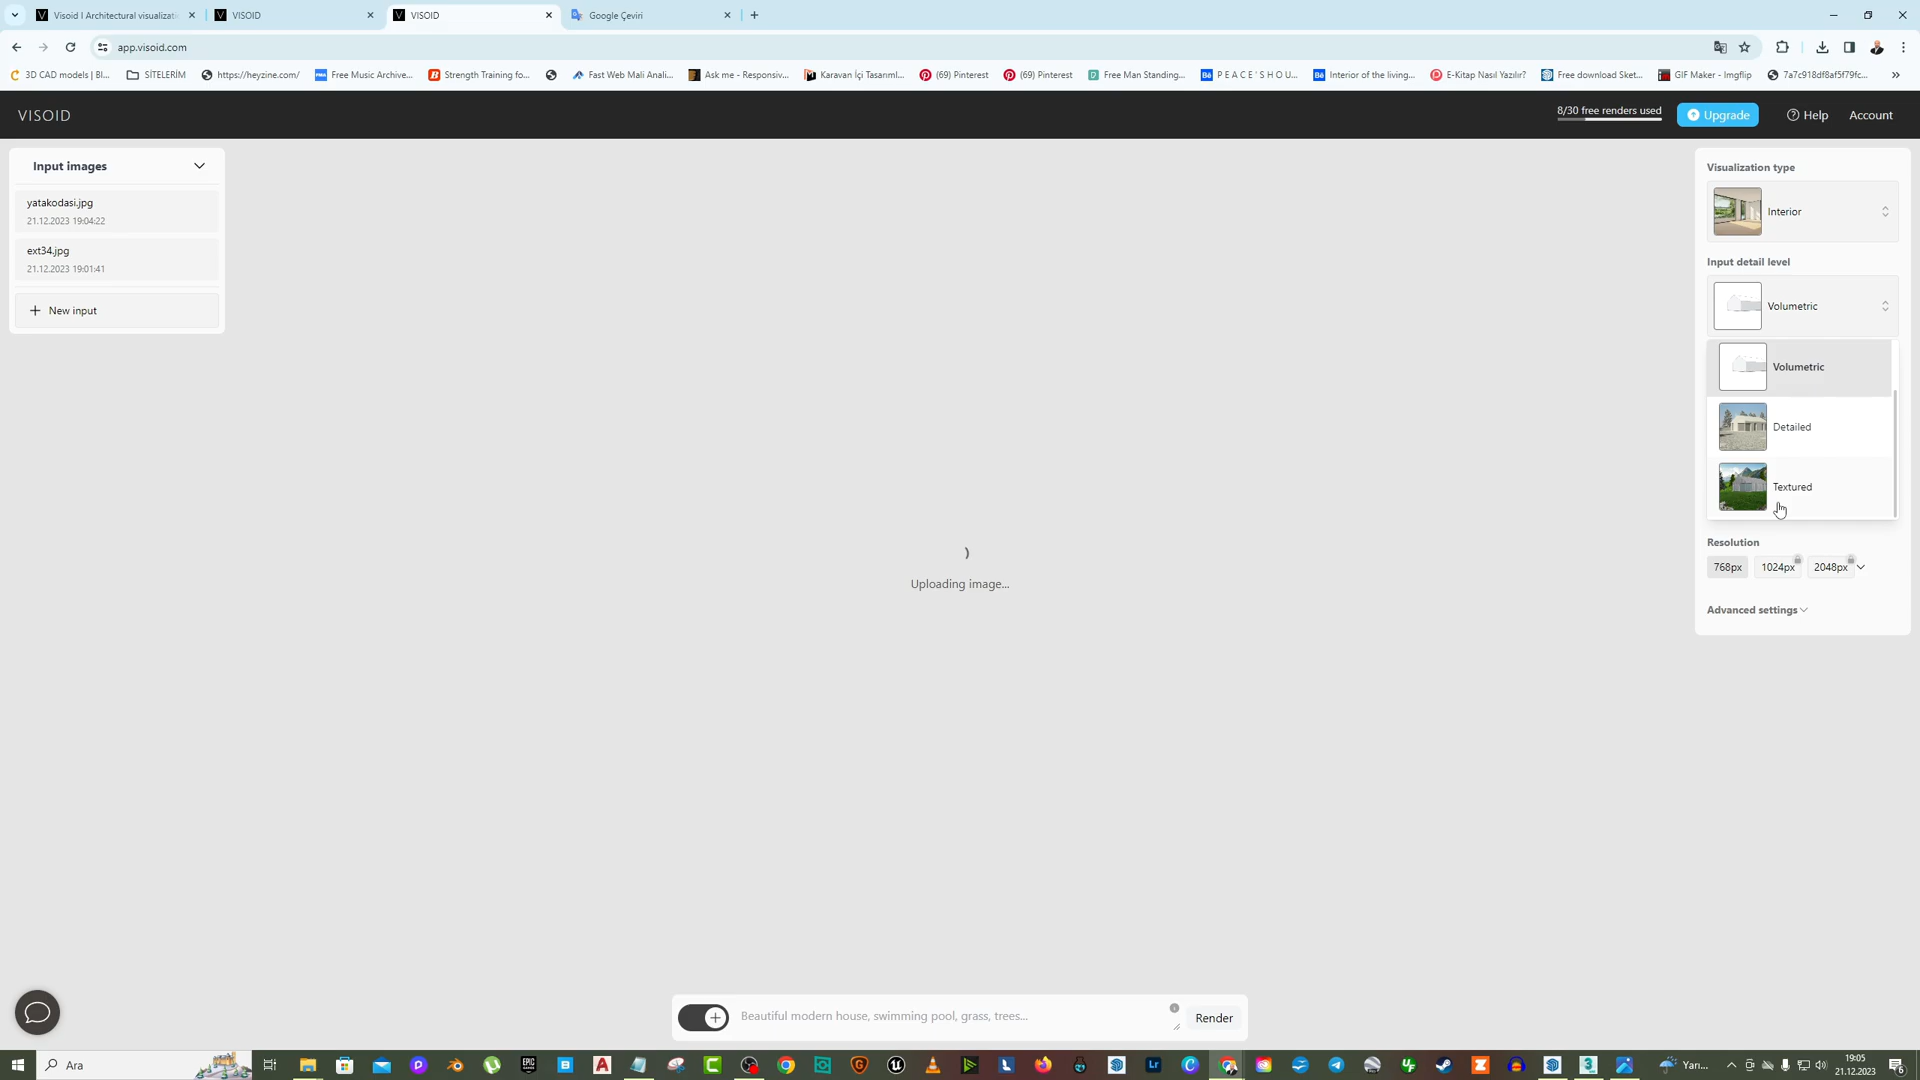 Visoid I Architectural visualizati
VISOID
VISOID
Google Çeviri
app.visoid.com
3D CAD models | Bl...
SİTELERİM
https://heyzine.com/
Free Music Archive...
Strength Training fo...
Fast Web Mali Anali...
Ask me - Responsiv...
Karavan İçi Tasarıml...
(69) Pinterest
(69) Pinterest
Free Man Standing...
P E A C E ' S H O U...
Interior of the living...
E-Kitap Nasıl Yazılır?
Free download Sket...
GIF Maker - Imgflip
7a7c918df8af5f79fc...
VISOID
8/30 free renders used
Upgrade
Help
Account
Input images
yatakodasi.jpg
21.12.2023 19:04:22
ext34.jpg
21.12.2023 19:01:41
New input
Visualization type
Interior
Input detail level
Volumetric
Volumetric
Detailed
Textured
Resolution
768px
1024px
2048px
Advanced settings
Uploading image...
Beautiful modern house, swimming pool, grass, trees...
Render
Ara
Yarı...
19:05
21.12.2023